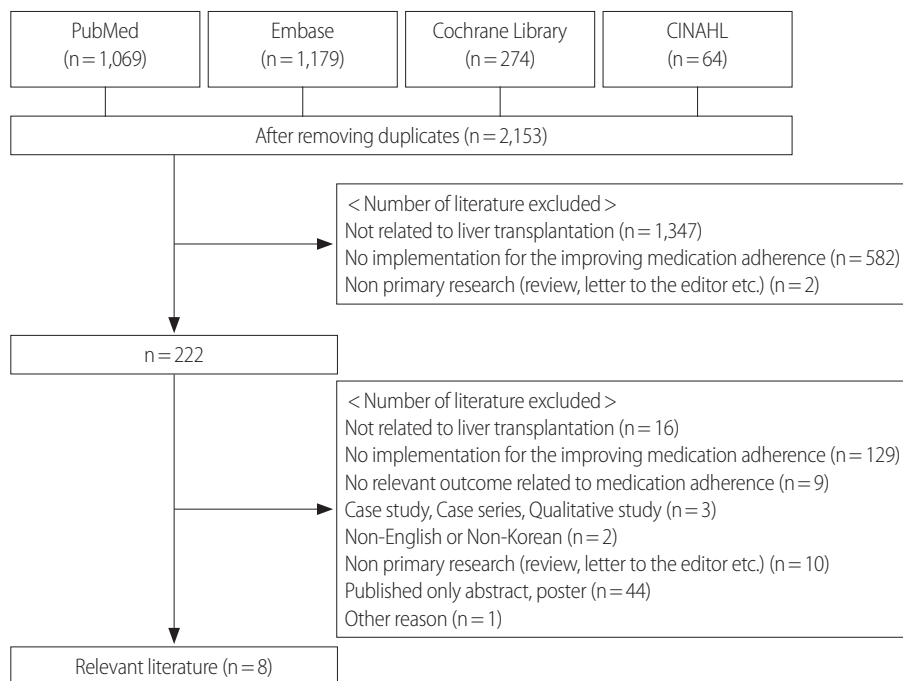 PubMed
(n = 1,069)
Embase
(n = 1,179)
Cochrane Library
(n = 274)
CINAHL
(n = 64)
After removing duplicates (n = 2,153)
< Number of literature excluded >
Not related to liver transplantation (n = 1,347)
No implementation for the improving medication adherence (n = 582)
Non primary research (review, letter to the editor etc.) (n = 2)
n = 222
< Number of literature excluded >
Not related to liver transplantation (n = 16)
No implementation for the improving medication adherence (n = 129)
No relevant outcome related to medication adherence (n = 9)
Case study, Case series, Qualitative study (n = 3)
Non-English or Non-Korean (n = 2)
Non primary research (review, letter to the editor etc.) (n = 10)
Published only abstract, poster (n = 44)
Other reason (n = 1)
Relevant literature (n = 8)